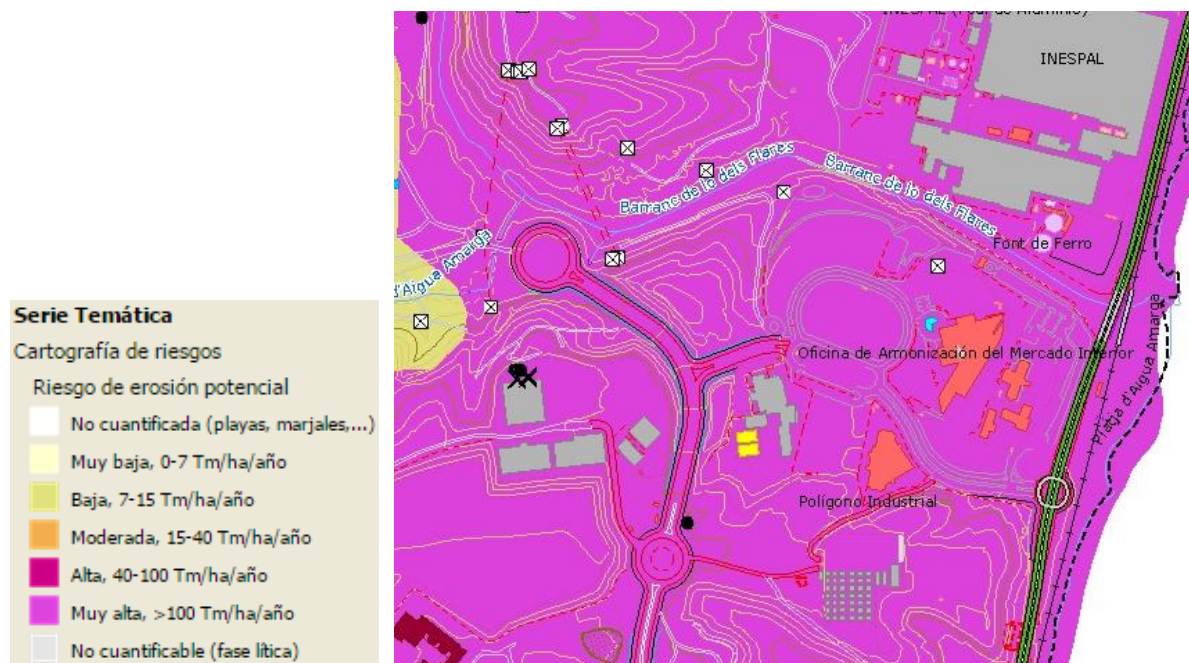 Serie Temática
Cartografía de riesgos
Riesgo de erosión potencial
No cuantificada (playas, marjales,...)
Muy baja, 0-7 Tm/ha/año
Baja, 7-15 Tm/ha/año
Moderada, 15-40 Tm/ha/año
Alta, 40-100 Tm/ha/año
Muy alta, >100 Tm/ha/año
No cuantificable (fase lítica)
INESPAL
Barranc de lo dels Flares
Barranc de lo dels Flares
Font de Ferro
d'Aigua Amarga
Oficina de Armonización del Mercado Interior
Platja d'Aigua Amarga
Polígono Industrial